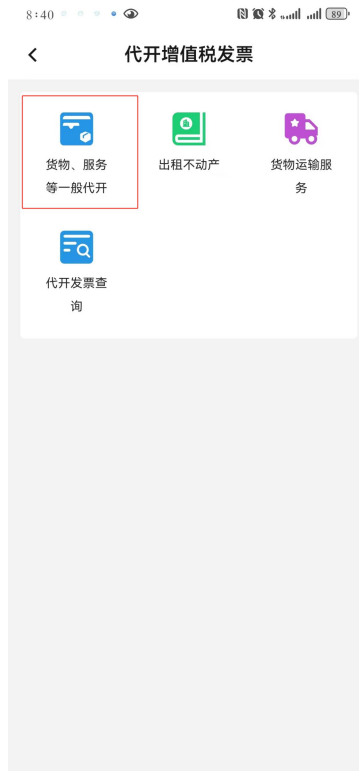 8:40 89
代开增值税发票
货物、服务 出租不动产 货物运输服
等一般代开 务
代开发票查
询